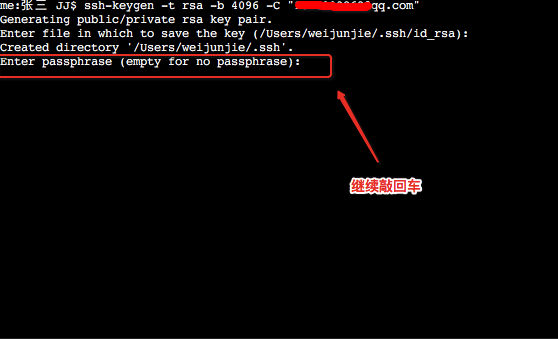 me:张三 JJ$ ssh-keygen -t rsa -b 4096 -C "qq.com"
Generating public/private rsa key pair.
Enter file in which to save the key (/Users/weijunjie/.ssh/id_rsa):
Created directory '/Users/weijunjie/.ssh'.
Enter passphrase (empty for no passphrase):
继续敲回车